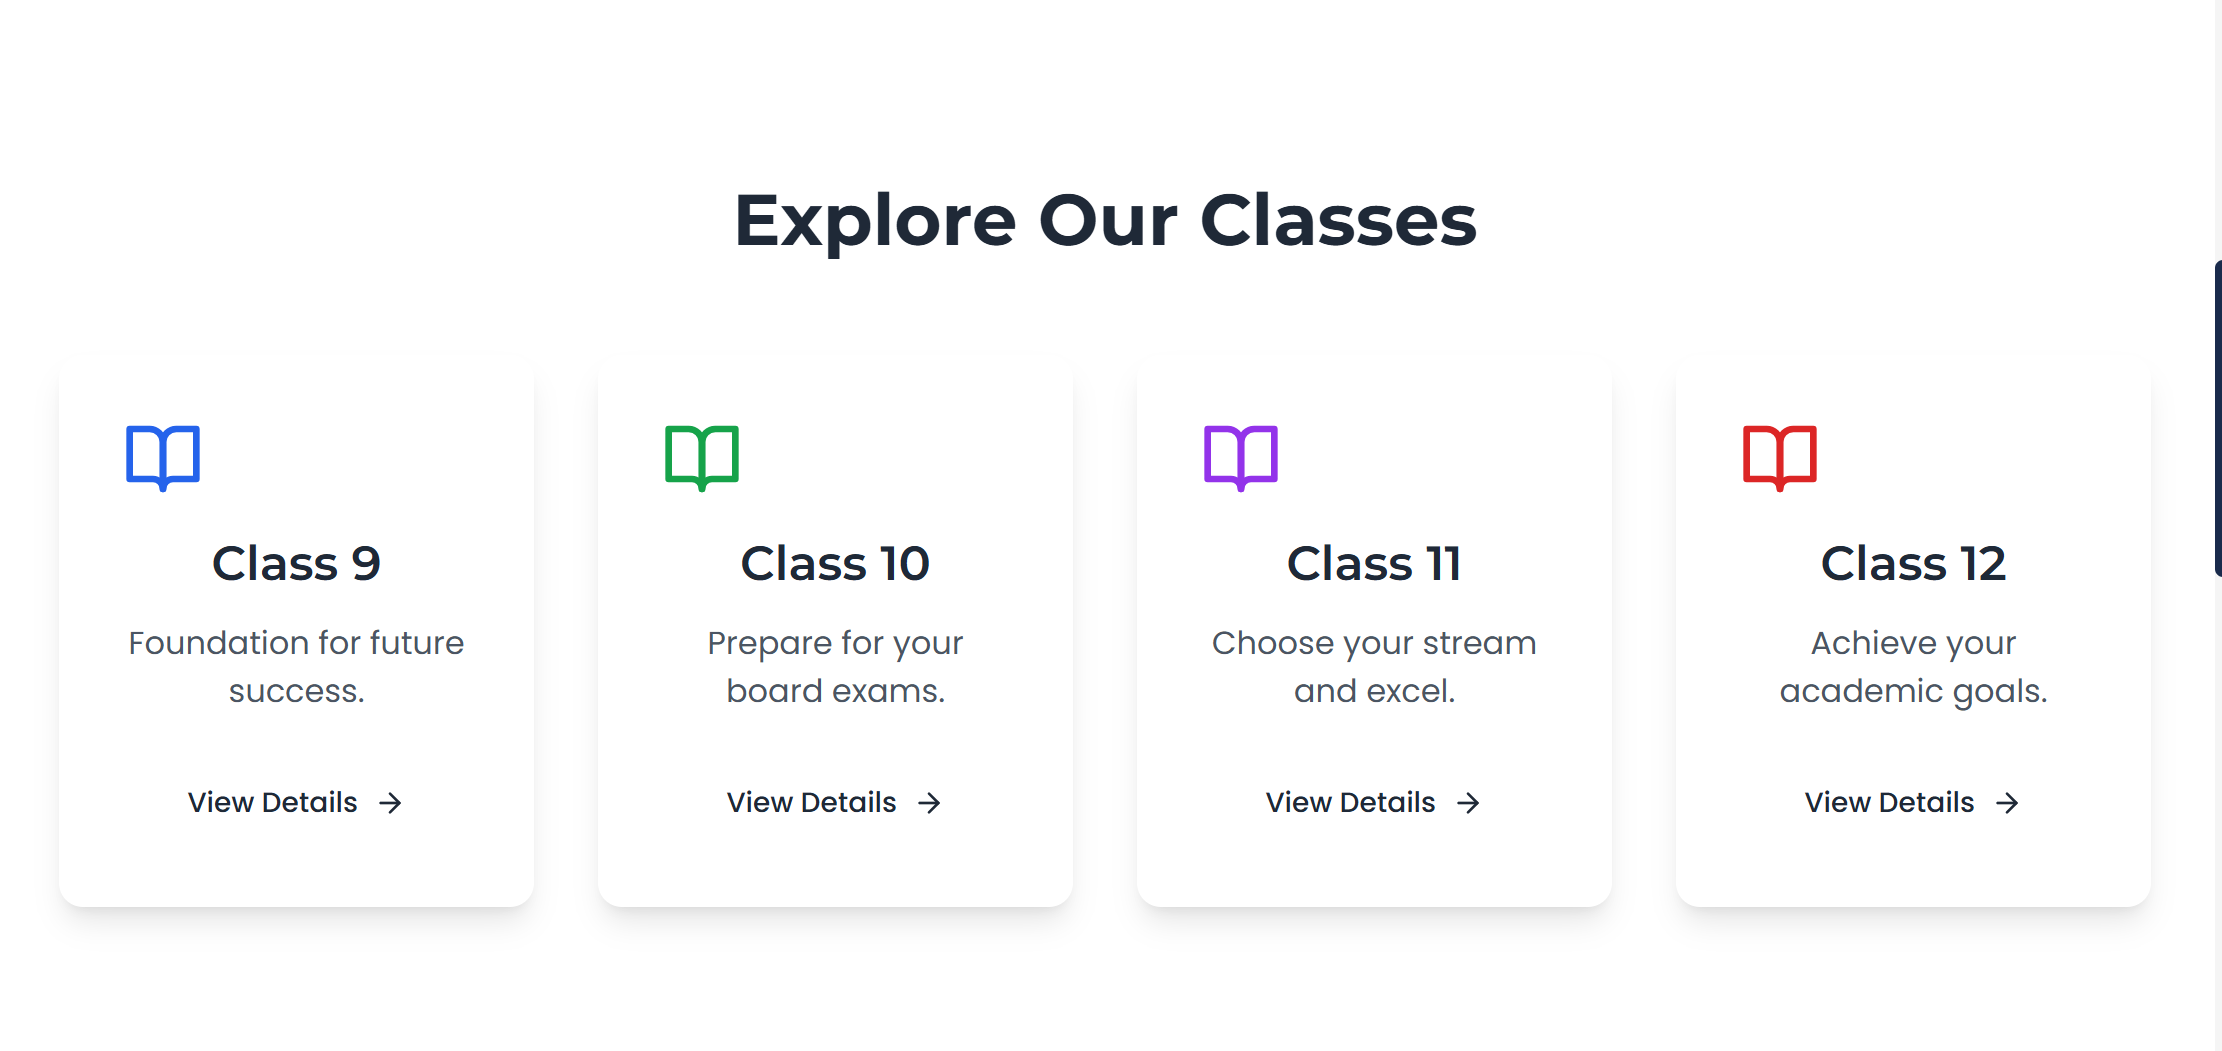 Explore Our Classes
Class 9
Foundation for future
success.
View Details
Class 10
Prepare for your
board exams.
View Details
Class 11
Choose your stream
and excel.
View Details
Class 12
Achieve your
academic goals.
View Details